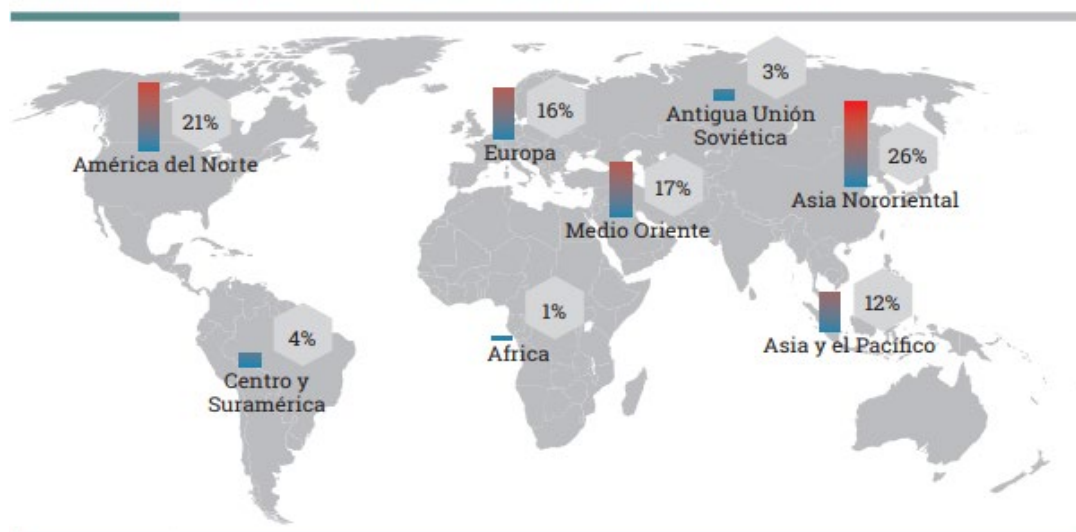 21%
América del Norte
16%
Europa
3%
Antigua Unión
Soviética
26%
Asia Nororiental
17%
Medio Oriente
4%
Centro y
Suramérica
1%
Africa
12%
Asia y el Pacífico